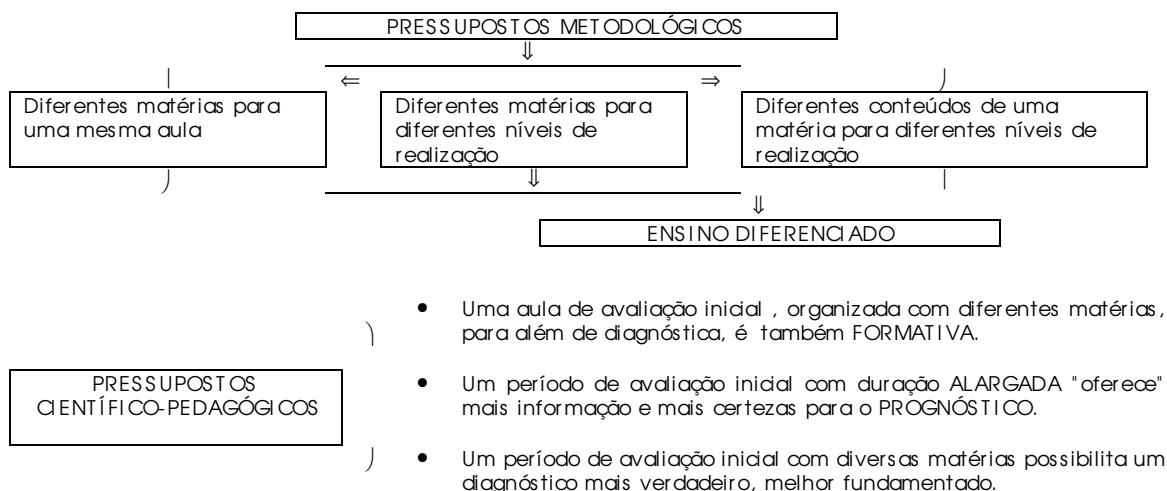 PRESSUPOSTOS METODOLÓGICOS
⇓
⇐ ⇒
Diferentes matérias para
uma mesma aula
Diferentes matérias para
diferentes níveis de
realização
Diferentes conteúdos de uma
matéria para diferentes níveis de
realização
⇓
⇓
ENSINO DIFERENCIADO
PRESSUPOSTOS
CIENTÍFICO-PEDAGÓGICOS
• Uma aula de avaliação inicial , organizada com diferentes matérias,
para além de diagnóstica, é também FORMATIVA.
• Um período de avaliação inicial com duração ALARGADA "oferece"
mais informação e mais certezas para o PROGNÓSTICO.
• Um período de avaliação inicial com diversas matérias possibilita um
diagnóstico mais verdadeiro, melhor fundamentado.